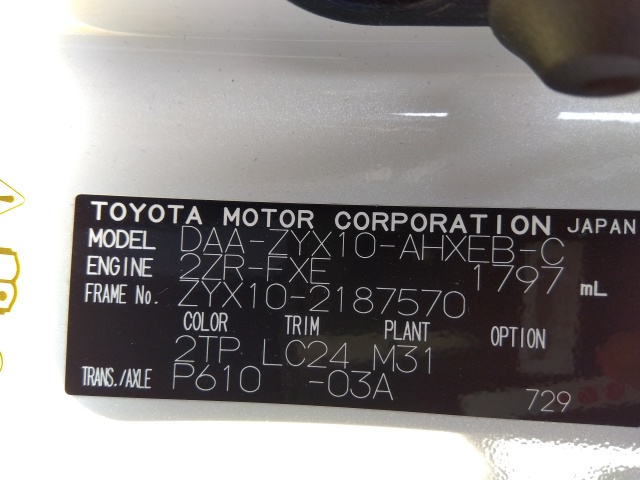 TOYOTA MOTOR CORPORATION JAPAN
MODEL DAA-ZYX10-AHXEB-C
ENGINE 2ZR-FXE 1797 mL
FRAME No. ZYX10-2187570
COLOR TRIM PLANT OPTION
2TP LC24 M31
TRANS./AXLE P610 -03A
729